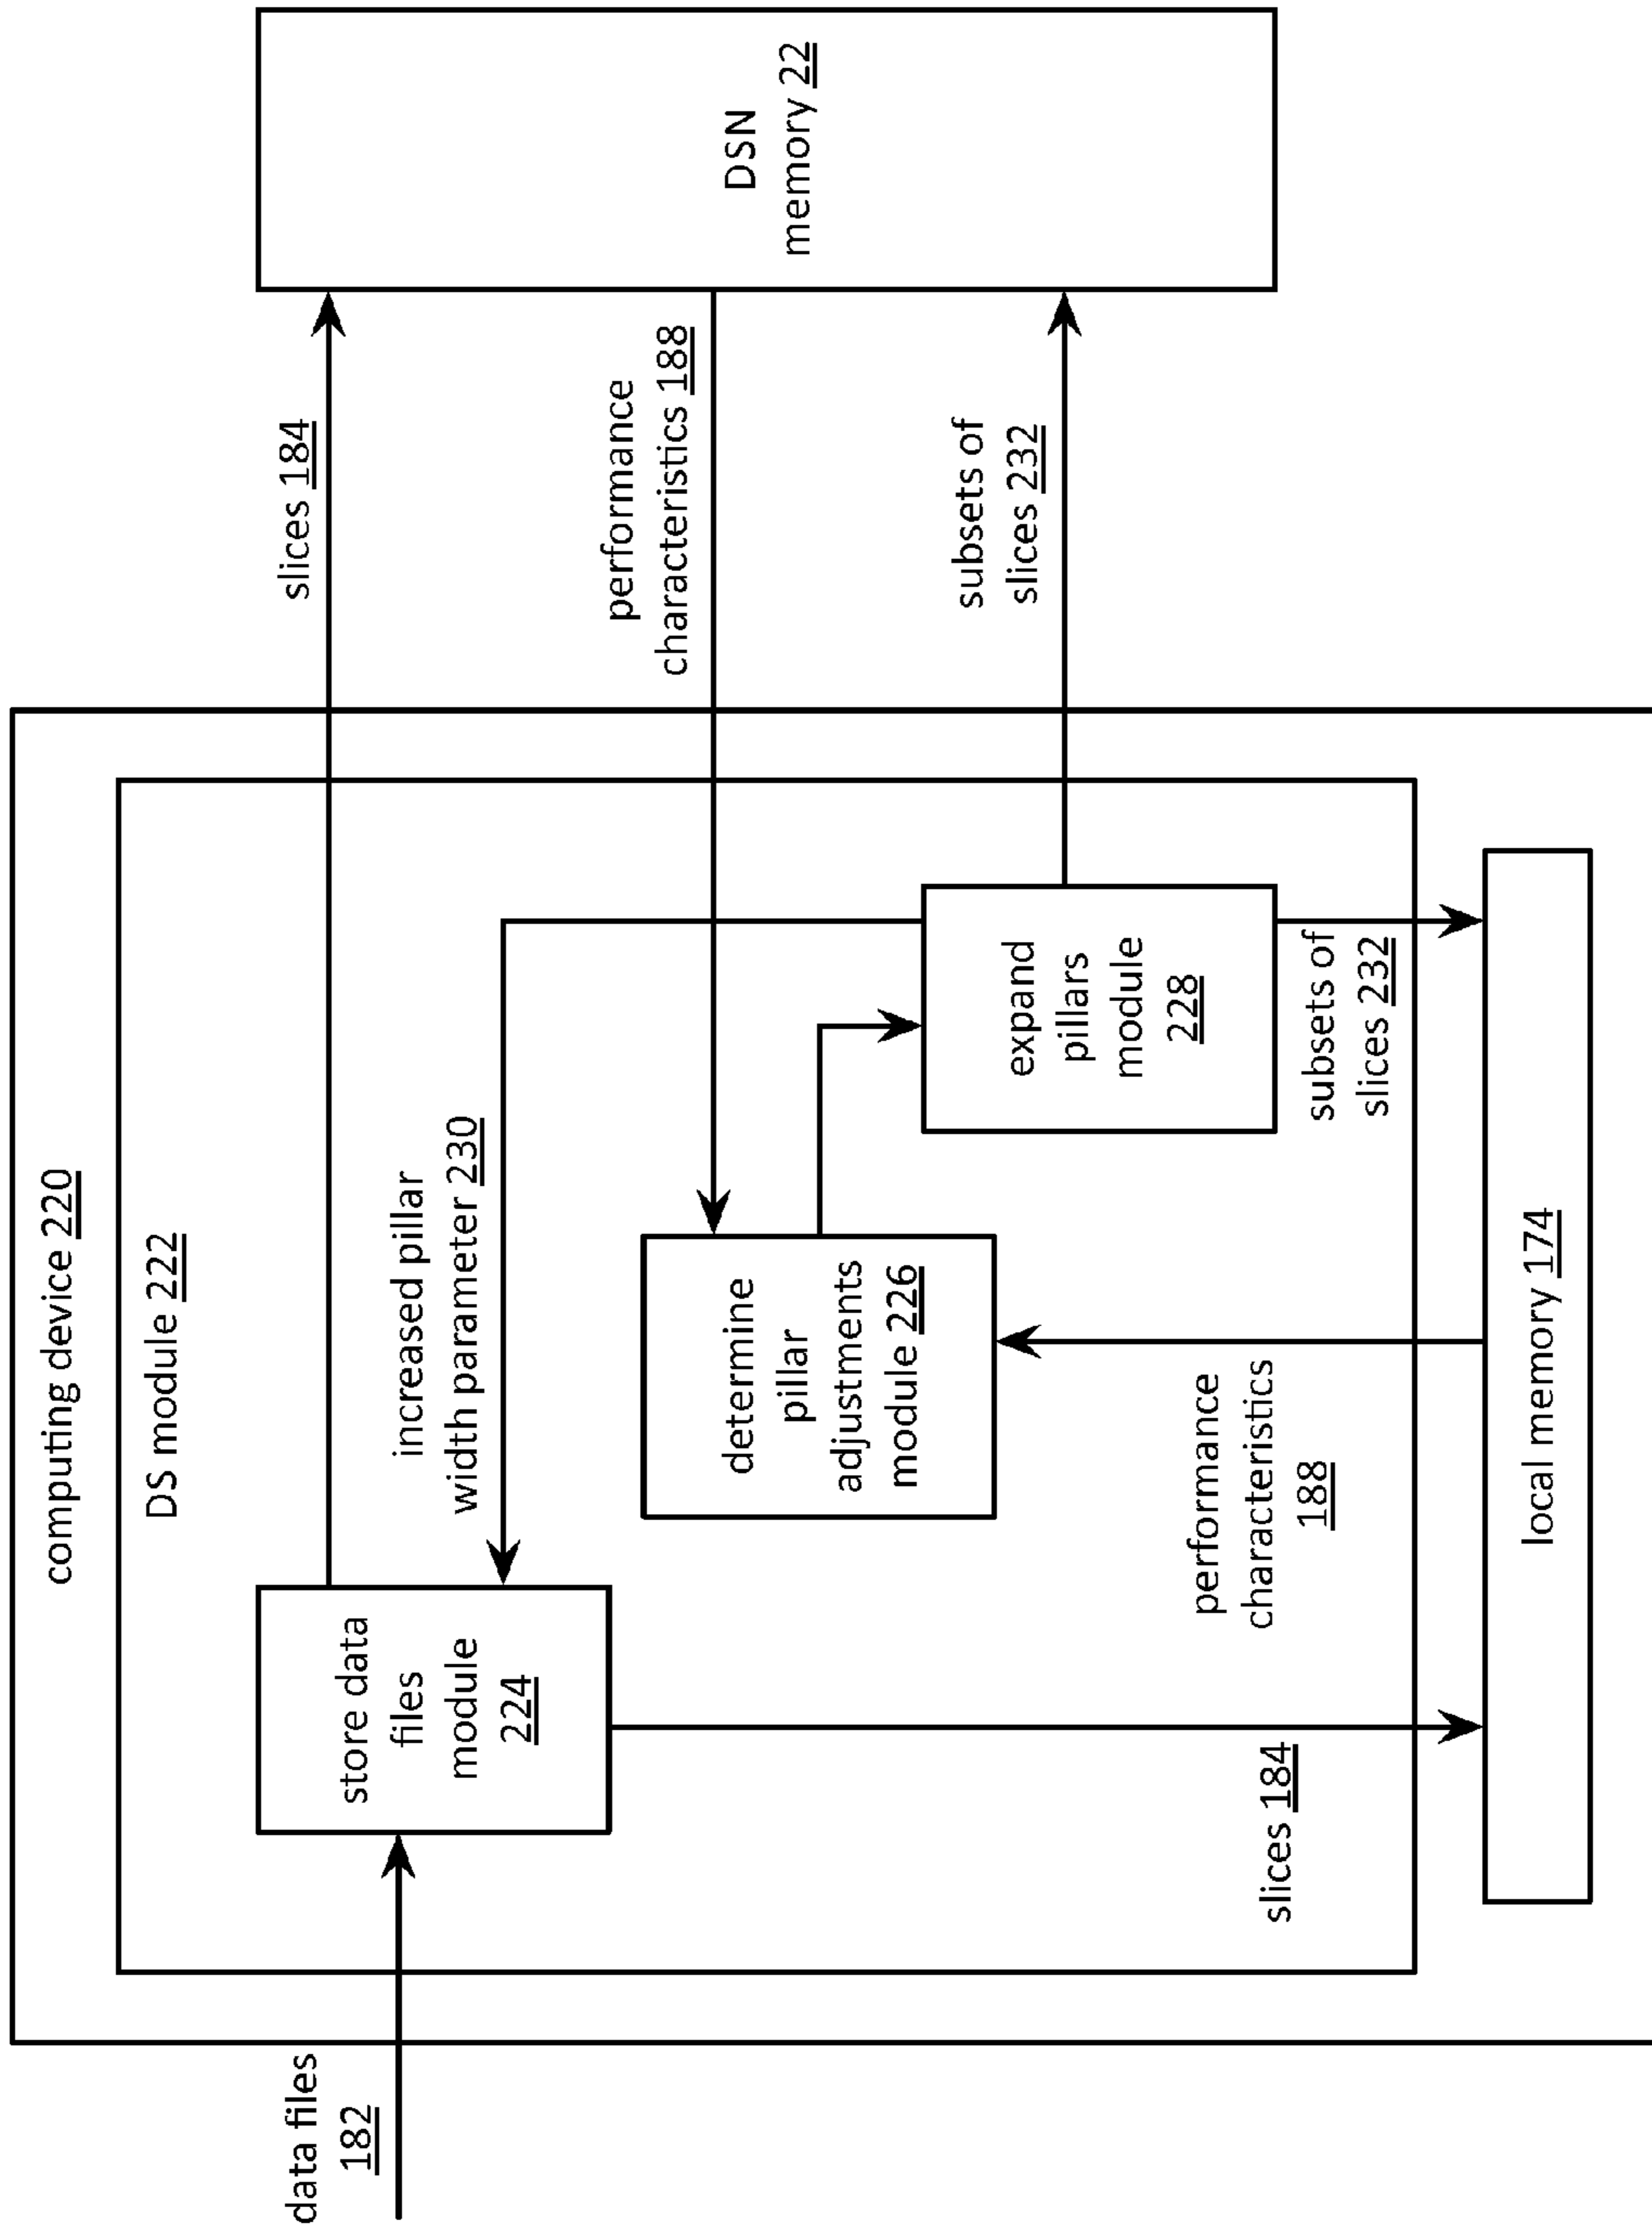 computing device 220
DS module 222
data files
182
store data
files
module
224
slices 184
increased pillar
width parameter 230
determine
pillar
adjustments
module 226
performance
characteristics 188
expand
pillars
module
228
subsets of
slices 232
DSN
memory 22
slices 184
performance
characteristics
188
subsets of
slices 232
local memory 174